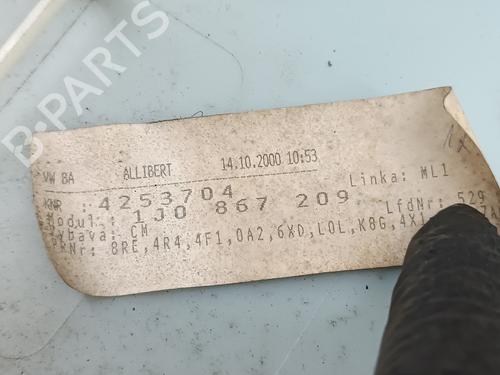 VW BA ALLIBERT 14.10.2000 10:53
KNR :4253704 Linka: ML1
Modul: 1J0 867 209 LfdNr: 529
Vybava: CM
PRNr: 8RE,4R4,4F1,0A2,6XD,L0L,K8G,4X1
B-PARTS